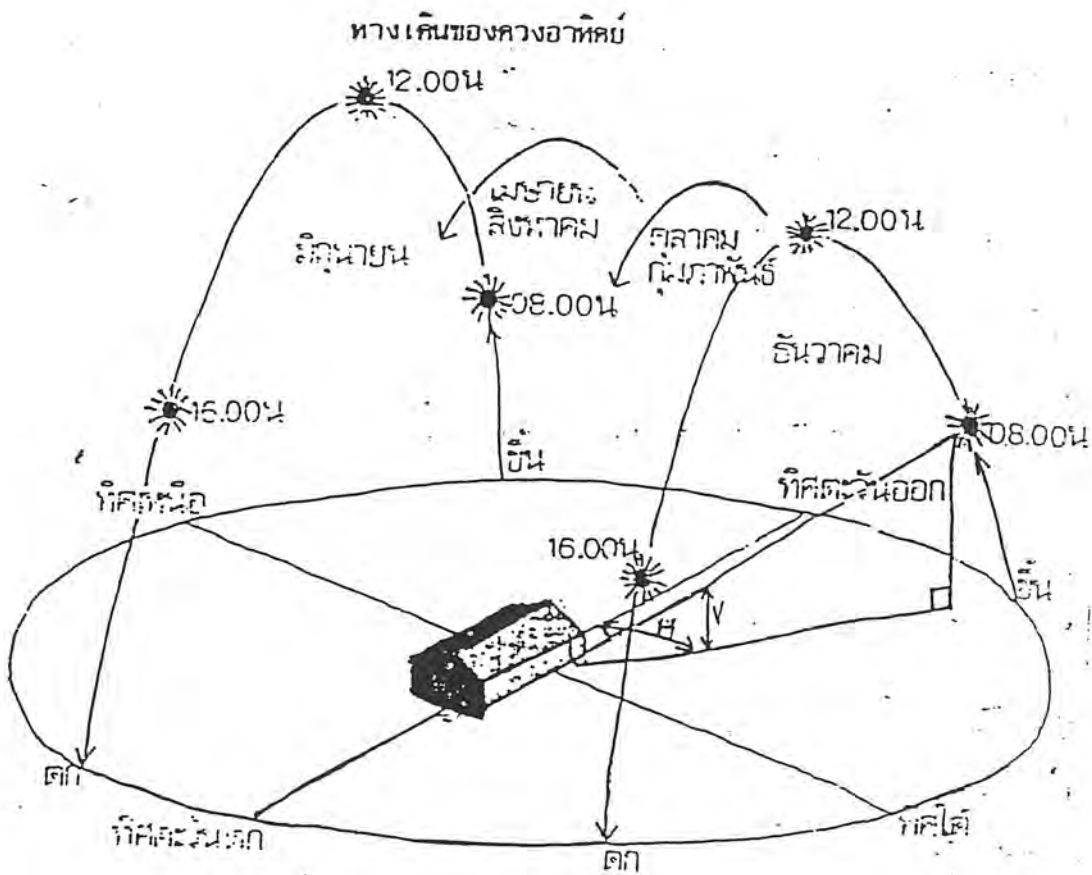 ทางเดินของดวงอาทิตย์
12.00น
เมษายน
สิงหาคม
12.00น
ตุลาคม
กุมภาพันธ์
มิถุนายน
08.00น
ธันวาคม
16.00น
08.00น
ขึ้น
ทิศเหนือ
ทิศตะวันออก
16.00น
ขึ้น
V
H
ตก
ทิศใต้
ทิศตะวันตก
ตก